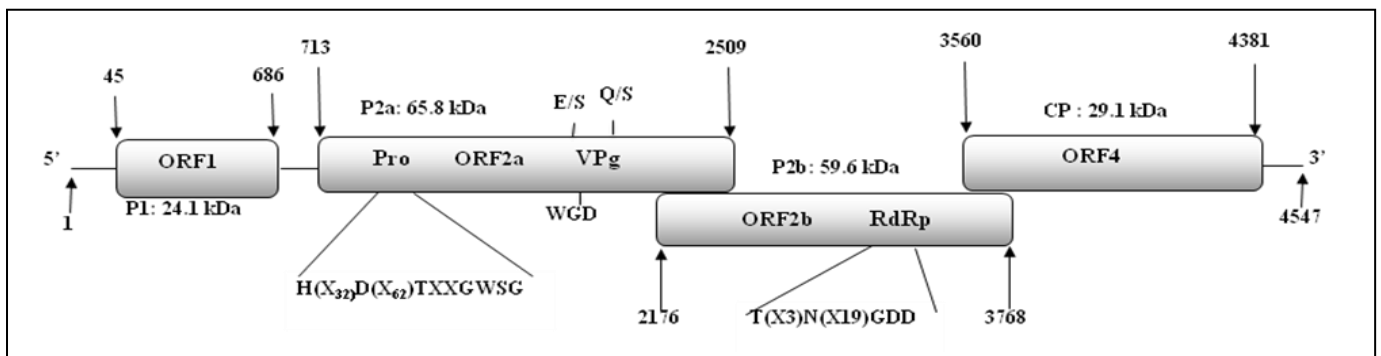 713
2509
3560
4381
45
686
P2a: 65.8 kDa
E/S
Q/S
CP : 29.1 kDa
5’
ORF1
Pro
ORF2a
VPg
P2b: 59.6 kDa
ORF4
3’
P1: 24.1 kDa
WGD
1
ORF2b
RdRp
4547
H(X₃₂)D(X₆₂)TXXGWSG
2176
T(X3)N(X19)GDD
3768